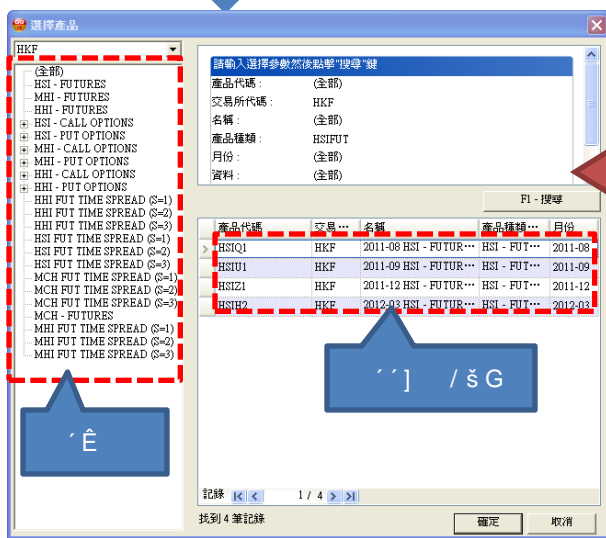 選擇產品
HKF
(全部)
HSI - FUTURES
MHI - FUTURES
HHI - FUTURES
HSI - CALL OPTIONS
HSI - PUT OPTIONS
MHI - CALL OPTIONS
MHI - PUT OPTIONS
HHI - CALL OPTIONS
HHI - PUT OPTIONS
HHI FUT TIME SPREAD (S=1)
HHI FUT TIME SPREAD (S=2)
HHI FUT TIME SPREAD (S=3)
HSI FUT TIME SPREAD (S=1)
HSI FUT TIME SPREAD (S=2)
HSI FUT TIME SPREAD (S=3)
MCH FUT TIME SPREAD (S=1)
MCH FUT TIME SPREAD (S=2)
MCH FUT TIME SPREAD (S=3)
MCH - FUTURES
MHI FUT TIME SPREAD (S=1)
MHI FUT TIME SPREAD (S=2)
MHI FUT TIME SPREAD (S=3)
´ Ê
請輸入選擇參數然後點擊"搜尋"鍵
產品代碼 : (全部)
交易所代碼 : HKF
名稱 : (全部)
產品種類 : HSIFUT
月份 : (全部)
資料 : (全部)
F1 - 搜尋
產品代碼 交易… 名稱 產品種類… 月份
HSIQ1 HKF 2011-08 HSI - FUTUR… HSI - FUT… 2011-08
HSIU1 HKF 2011-09 HSI - FUTUR… HSI - FUT… 2011-09
HSIZ1 HKF 2011-12 HSI - FUTUR… HSI - FUT… 2011-12
HSIH2 HKF 2012-03 HSI - FUTUR… HSI - FUT… 2012-03
´ ´ ] / š G
記錄 1 / 4
找到 4 筆記錄
確定 取消